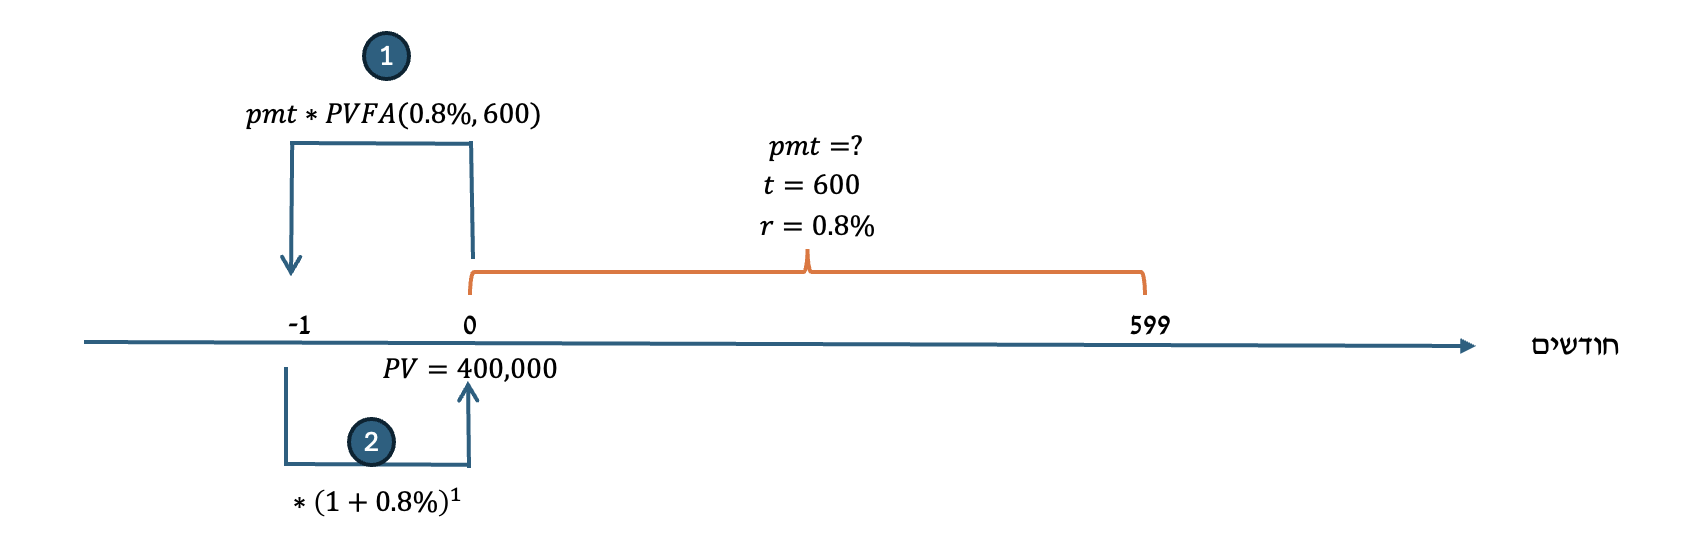 1
pmt ∗ PVFA(0.8%, 600)
pmt =?
t = 600
r = 0.8%
-1 0 599
חודשים
PV = 400,000
2
∗ (1 + 0.8%)¹